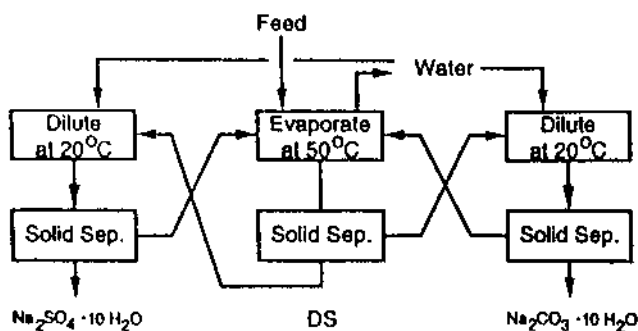 Feed
Water
Dilute
at 20°C
Evaporate
at 50°C
Dilute
at 20°C
Solid Sep.
Solid Sep.
Solid Sep.
Na₂SO₄ · 10 H₂O
DS
Na₂CO₃ · 10 H₂O